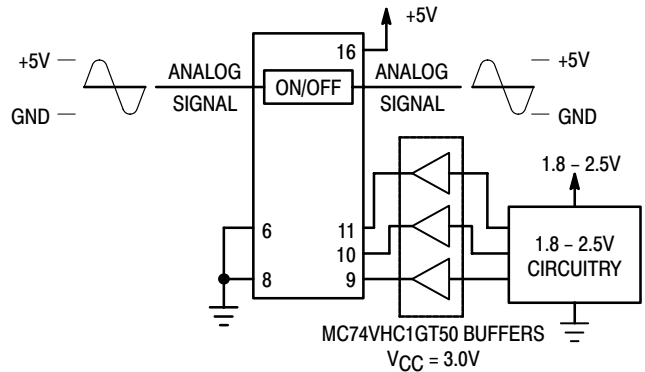 +5V
16
+5V
ANALOG
SIGNAL
ON/OFF
ANALOG
SIGNAL
+5V
GND
GND
1.8 – 2.5V
6
11
10
8
9
1.8 – 2.5V
CIRCUITRY
MC74VHC1GT50 BUFFERS
VCC = 3.0V